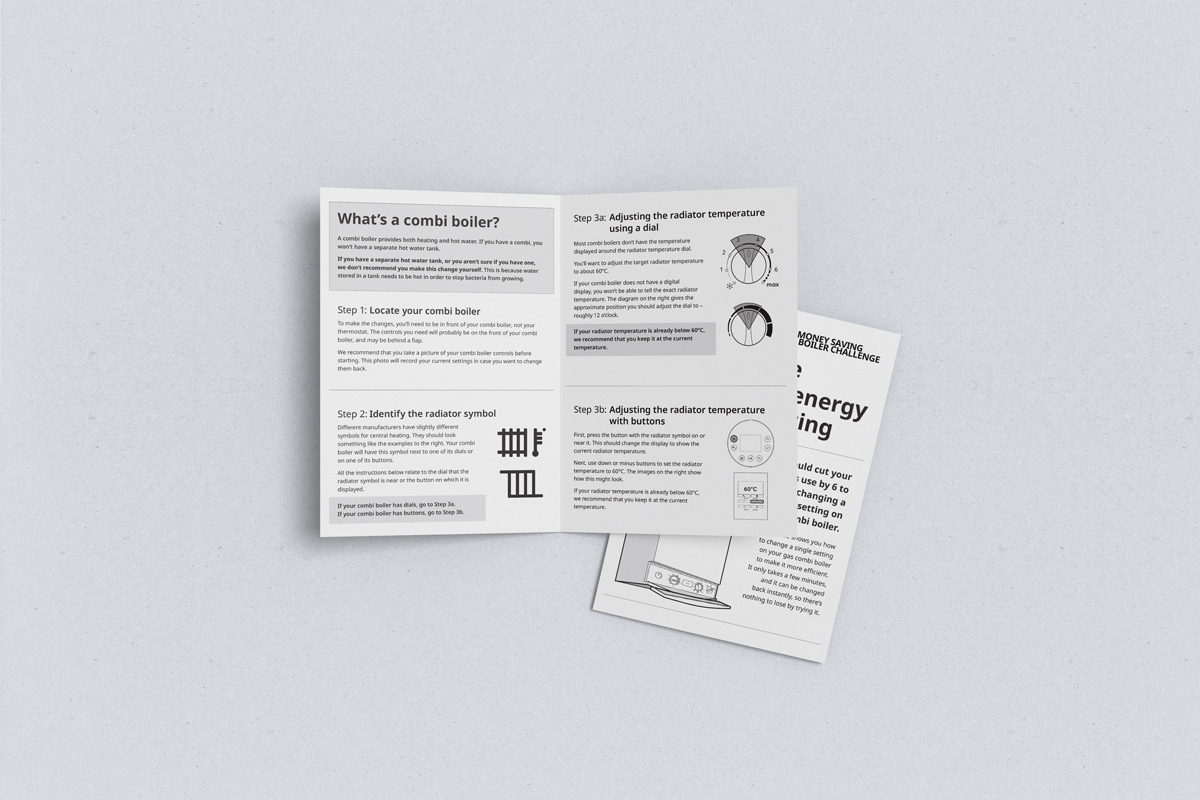 What's a combi boiler?
A combi boiler provides both heating and hot water. If you have a combi, you
won't have a separate hot water tank.
If you have a separate hot water tank, or you aren't sure if you have one,
we don't recommend you make this change yourself. This is because water
stored in a tank needs to be hot in order to stop bacteria from growing.
Step 1: Locate your combi boiler
To make the changes, you'll need to be in front of your combi boiler, not your
thermostat. The controls you need will probably be on the front of your combi
boiler, and may be behind a flap.
We recommend that you take a picture of your combi boiler controls before
starting. This photo will record your current settings in case you want to change
them back.
Step 2: Identify the radiator symbol
Different manufacturers have slightly different
symbols for central heating. They should look
something like the examples to the right. Your combi
boiler will have this symbol next to one of its dials or
on one of its buttons.
All the instructions below relate to the dial that the
radiator symbol is near or the button on which it is
displayed.
If your combi boiler has dials, go to Step 3a.
If your combi boiler has buttons, go to Step 3b.
Step 3a: Adjusting the radiator temperature
using a dial
Most combi boilers don't have the temperature
displayed around the radiator temperature dial.
You'll want to adjust the target radiator temperature
to about 60°C.
If your combi boiler does not have a digital
display, you won't be able to tell the exact radiator
temperature. The diagram on the right gives the
approximate position you should adjust the dial to –
roughly 12 o'clock.
If your radiator temperature is already below 60°C,
we recommend that you keep it at the current
temperature.
1
2
3
4
5
6
max
Step 3b: Adjusting the radiator temperature
with buttons
First, press the button with the radiator symbol on or
near it. This should change the display to show the
current radiator temperature.
Next, use down or minus buttons to set the radiator
temperature to 60°C. The images on the right show
how this might look.
If your radiator temperature is already below 60°C,
we recommend that you keep it at the current
temperature.
60°C
MONEY SAVING
BOILER CHALLENGE
energy
uld cut your
use by 6 to
changing a
setting on
boiler.
shows you how
to change a single setting
on your gas combi boiler
to make it more efficient.
It only takes a few minutes,
and it can be changed
back instantly, so there's
nothing to lose by trying it.